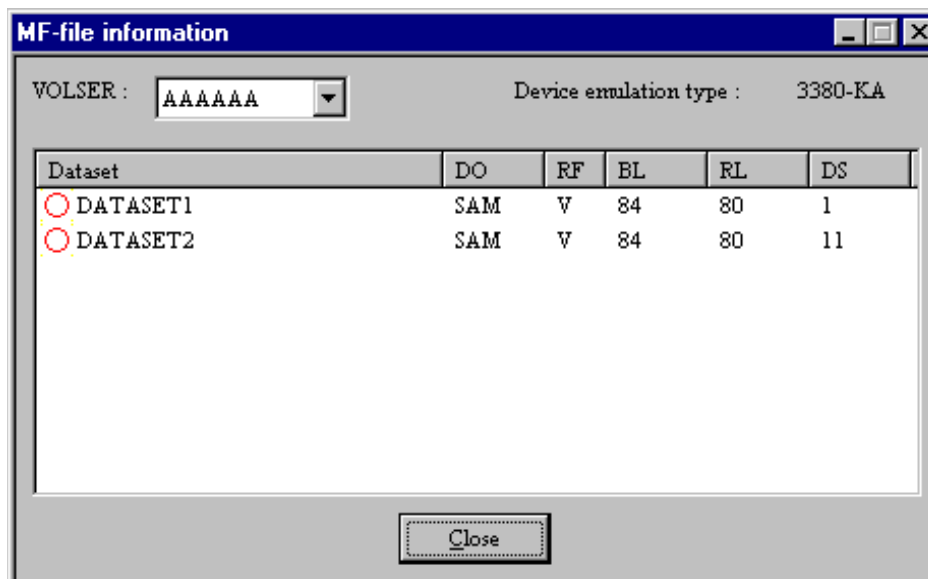 MF-file information
VOLSER : AAAAAA Device emulation type : 3380-KA
Dataset DO RF BL RL DS
DATASET1 SAM V 84 80 1
DATASET2 SAM V 84 80 11
Close